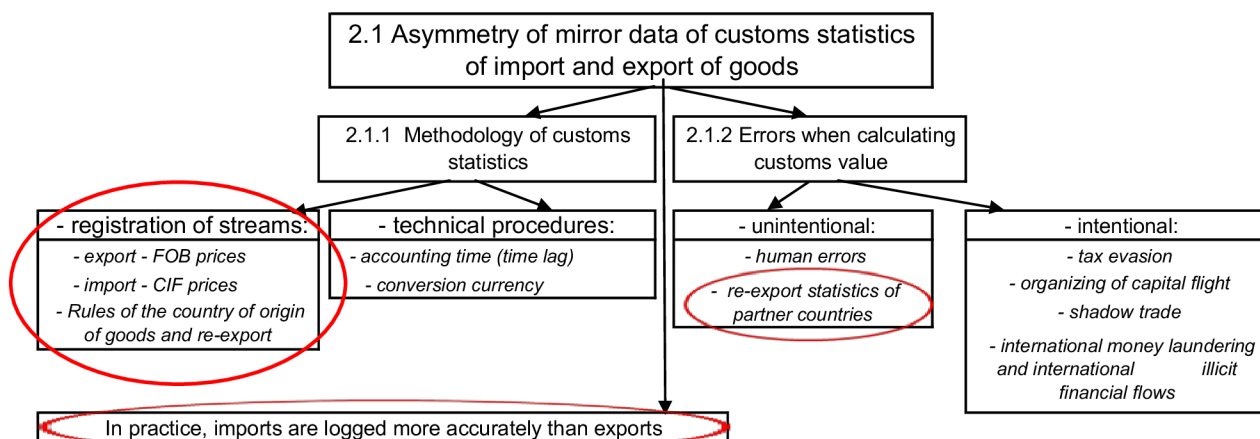 2.1 Asymmetry of mirror data of customs statistics
of import and export of goods
2.1.1 Methodology of customs
statistics
2.1.2 Errors when calculating
customs value
- registration of streams:
- export - FOB prices
- import - CIF prices
- Rules of the country of origin
of goods and re-export
- technical procedures:
- accounting time (time lag)
- conversion currency
- unintentional:
- human errors
- re-export statistics of
partner countries
- intentional:
- tax evasion
- organizing of capital flight
- shadow trade
- international money laundering
and international illicit
financial flows
In practice, imports are logged more accurately than exports